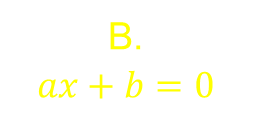 B.
ax + b = 0